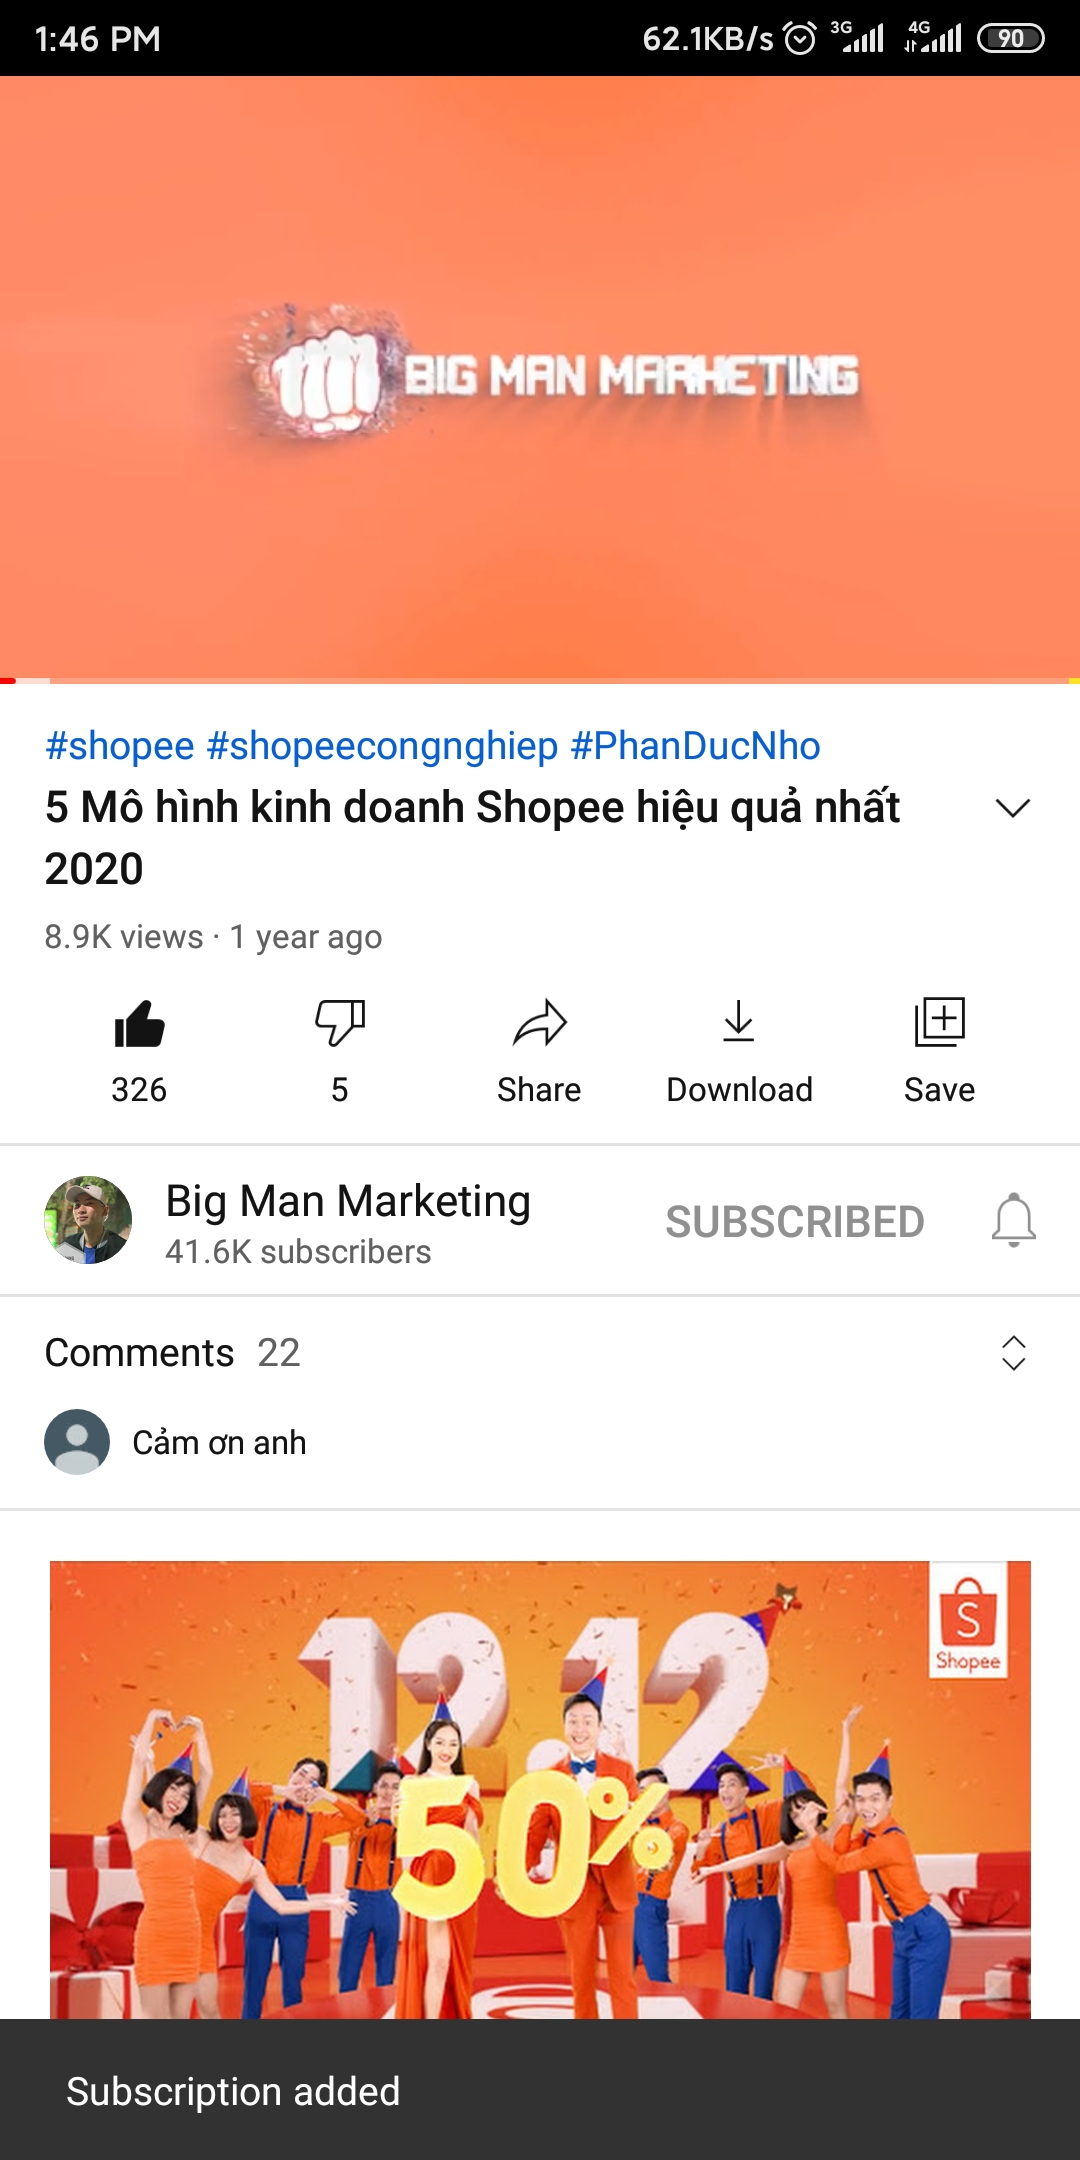 1:46 PM
62.1KB/s 3G 4G 90
BIG MAN MARKETING
#shopee #shopeecongnghiep #PhanDucNho
5 Mô hình kinh doanh Shopee hiệu quả nhất
2020
8.9K views · 1 year ago
326
5
Share
Download
Save
Big Man Marketing
41.6K subscribers
SUBSCRIBED
Comments 22
Cảm ơn anh
12.12
50%
S
Shopee
Subscription added